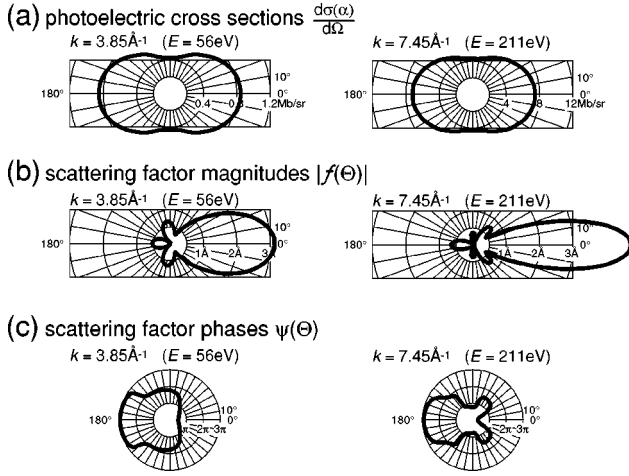 (a) photoelectric cross sections dσ(α)/dΩ
k = 3.85Å-1 (E = 56eV) k = 7.45Å-1 (E = 211eV)
180° 10° 0° 0.4 0.8 1.2Mb/sr 180° 10° 0° 4 8 12Mb/sr
(b) scattering factor magnitudes |f(Θ)|
k = 3.85Å-1 (E = 56eV) k = 7.45Å-1 (E = 211eV)
180° 10° 0° 1Å 2Å 3Å 180° 10° 0° 1Å 2Å 3Å
(c) scattering factor phases ψ(Θ)
k = 3.85Å-1 (E = 56eV) k = 7.45Å-1 (E = 211eV)
180° 10° 0° π 2π 3π 180° 10° 0° 2π 3π